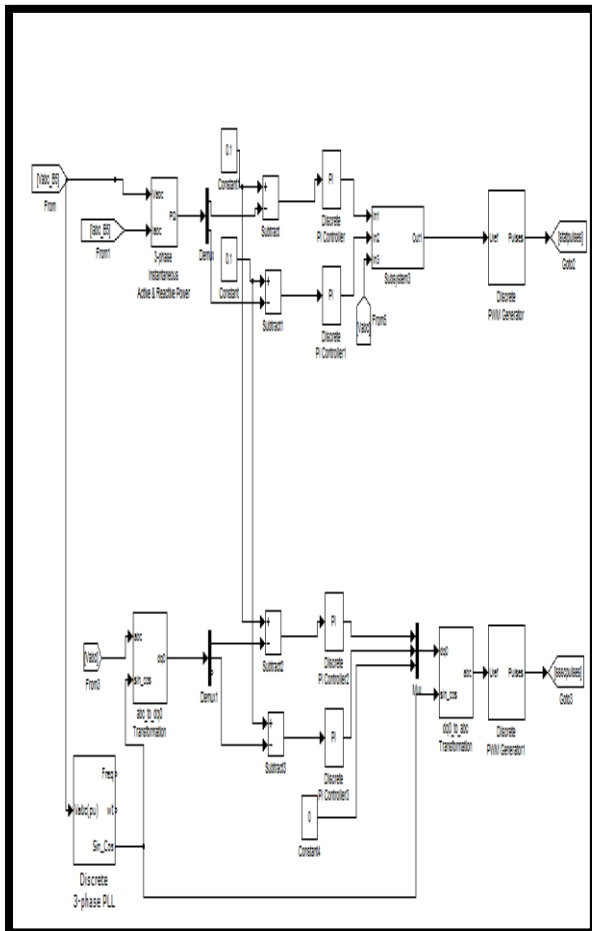 0.1
Constant1
[Vabc_B5]
From
[Iabc_B5]
From1
Vabc
Iabc
PQ
3-phase
Instantaneous
Active & Reactive Power
Demux
+
-
Subtract
PI
Discrete
PI Controller
0.1
Constant
+
-
Subtract1
PI
Discrete
PI Controller1
In1
In2
In3
Out1
Subsystem3
[Vabc]
From5
Uref
Pulses
Discrete
PWM Generator
[statpulses]
Goto2
[Vabc]
From3
abc
sin_cos
dq0
abc_to_dq0
Transformation
Demux1
+
-
Subtract2
PI
Discrete
PI Controller2
+
-
Subtract3
PI
Discrete
PI Controller3
0
Constant4
Mux
dq0
sin_cos
abc
dq0_to_abc
Transformation
Uref
Pulses
Discrete
PWM Generator1
[ssscpulses]
Goto3
Freq
Vabc(pu)
wt
Sin_Cos
Discrete
3-phase PLL